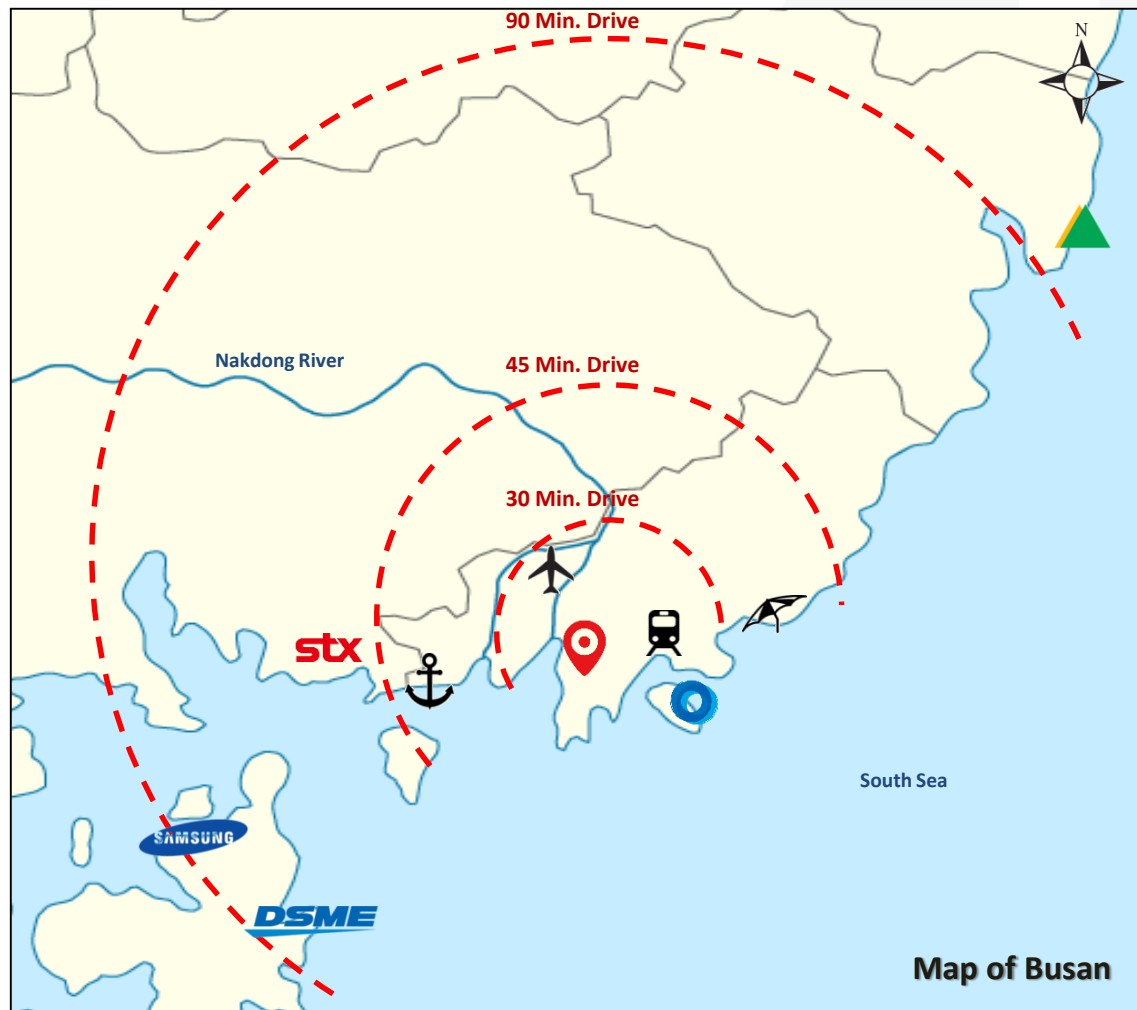 90 Min. Drive
N
Nakdong River
45 Min. Drive
30 Min. Drive
stx
South Sea
SAMSUNG
DSME
Map of Busan